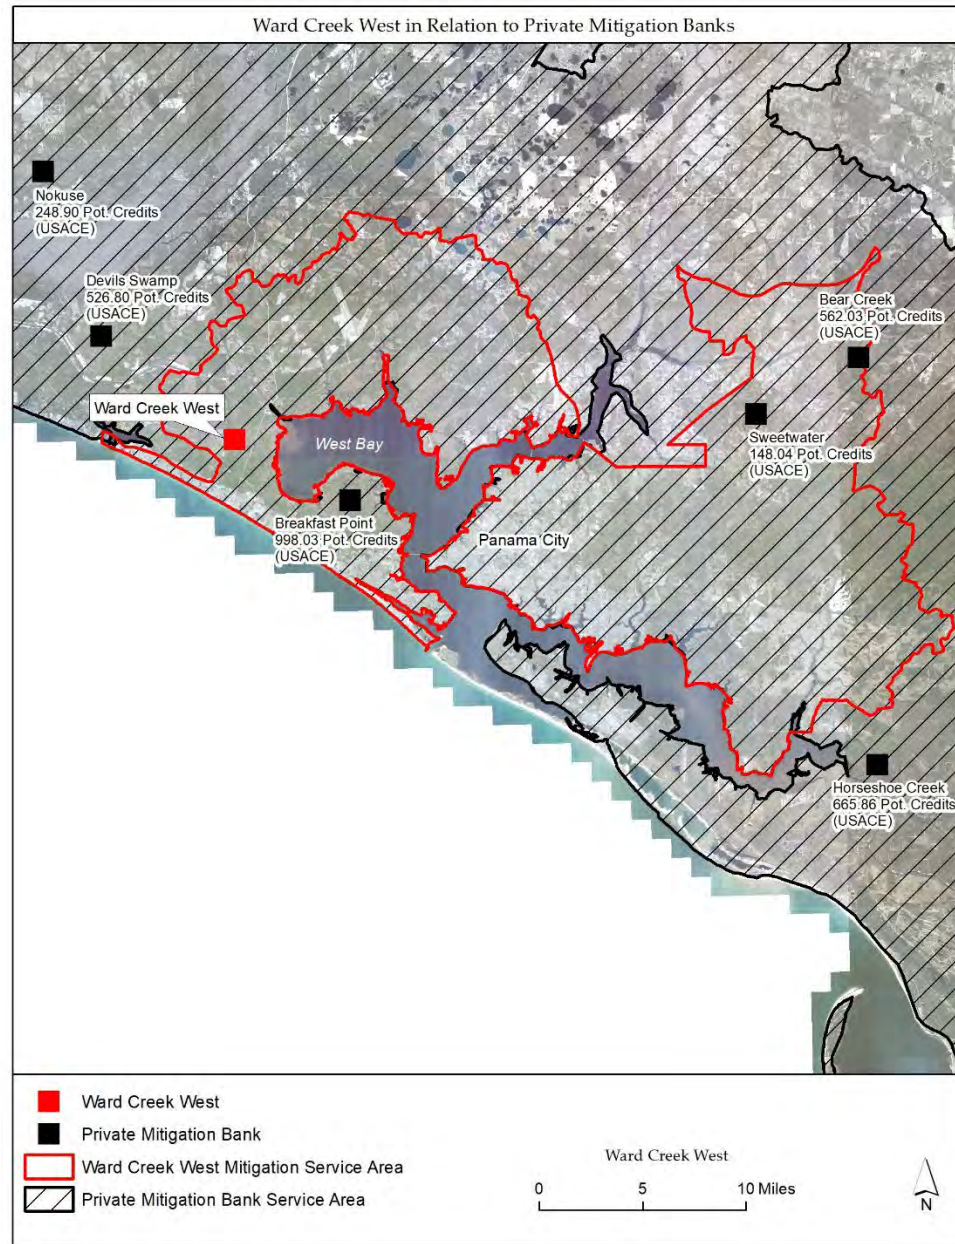 Ward Creek West in Relation to Private Mitigation Banks
Nokuse
248.90 Pot. Credits
(USACE)
Devils Swamp
526.80 Pot. Credits
(USACE)
Bear Creek
562.03 Pot. Credits
(USACE)
Ward Creek West
West Bay
Sweetwater
148.04 Pot. Credits
(USACE)
Breakfast Point
998.03 Pot. Credits
(USACE)
Panama City
Horseshoe Creek
665.86 Pot. Credits
(USACE)
Ward Creek West
Private Mitigation Bank
Ward Creek West Mitigation Service Area
Private Mitigation Bank Service Area
Ward Creek West
0 5 10 Miles
N